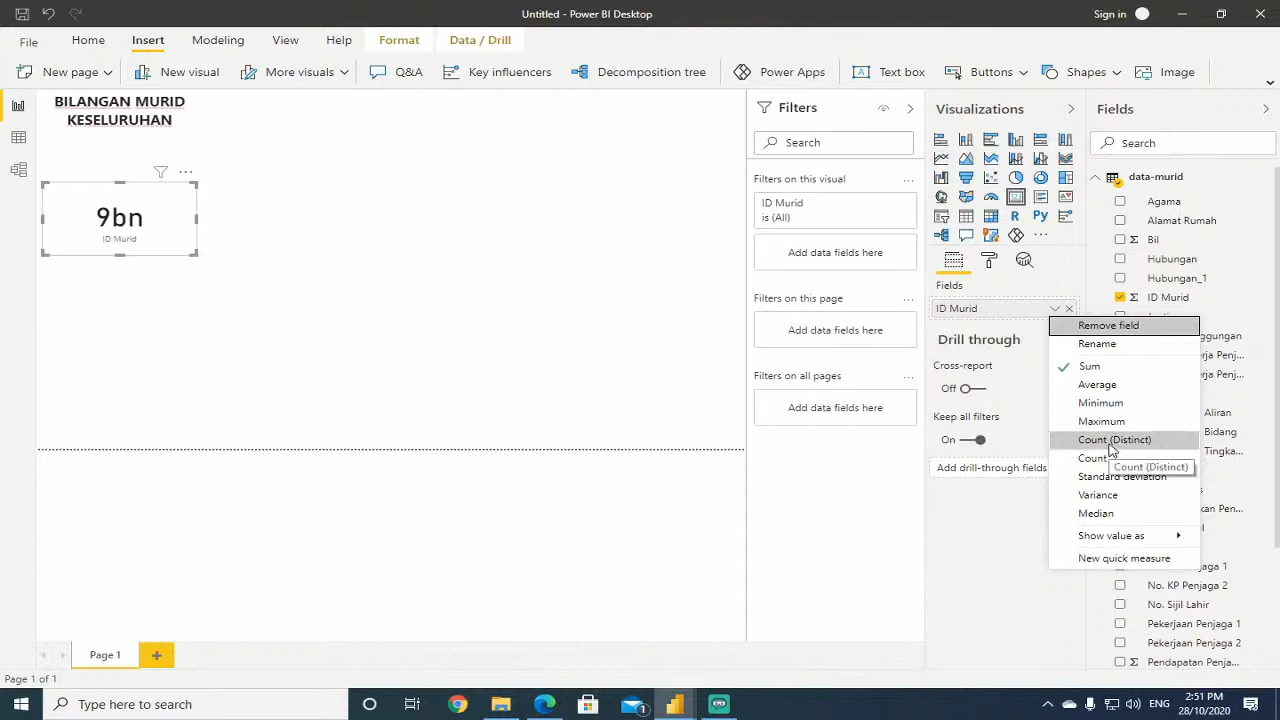 Untitled - Power BI Desktop
Sign in
File
Home
Insert
Modeling
View
Help
Format
Data / Drill
New page
New visual
More visuals
Q&A
Key influencers
Decomposition tree
Power Apps
Text box
Buttons
Shapes
Image
BILANGAN MURID
KESELURUHAN
9bn
ID Murid
Filters
Search
Filters on this visual
ID Murid
is (All)
Add data fields here
Filters on this page
Add data fields here
Filters on all pages
Add data fields here
Visualizations
R
Py
Fields
ID Murid
Drill through
Cross-report
Off
Keep all filters
On
Add drill-through fields
Remove field
Rename
Sum
Average
Minimum
Maximum
Count (Distinct)
Count
Count (Distinct)
Standard deviation
Variance
Median
Show value as
New quick measure
Fields
Search
data-murid
Agama
Alamat Rumah
Bil
Hubungan
Hubungan_1
ID Murid
Aliran
Bidang
No. KP Penjaga 2
No. Sijil Lahir
Pekerjaan Penjaga 1
Pekerjaan Penjaga 2
Pendapatan Penja...
Page 1
Page 1 of 1
Type here to search
1
ENG
2:51 PM
28/10/2020